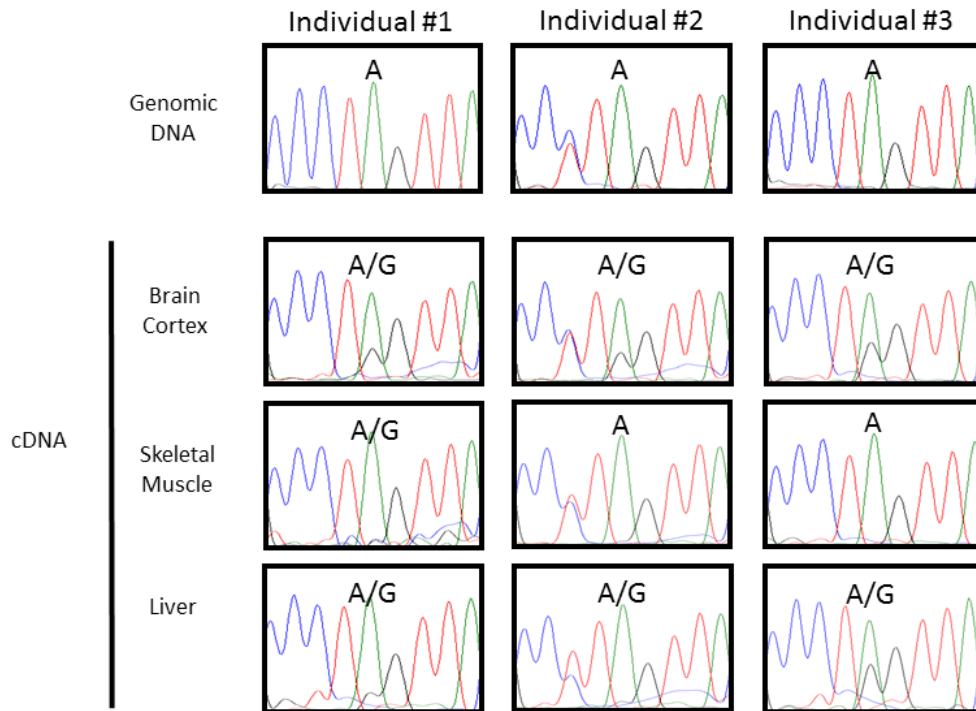 Individual #1 Individual #2 Individual #3
Genomic
DNA
A A A
cDNA
Brain
Cortex
A/G A/G A/G
Skeletal
Muscle
A/G A A
Liver
A/G A/G A/G